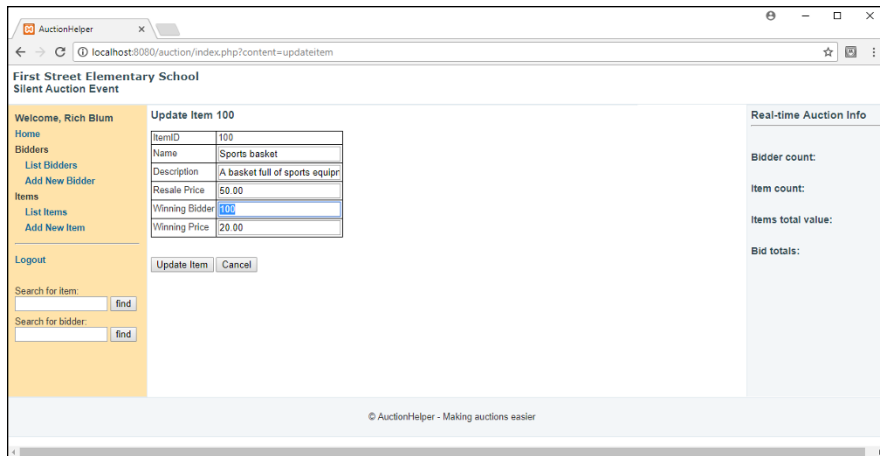 AuctionHelper
localhost:8080/auction/index.php?content=updateitem
First Street Elementary School
Silent Auction Event
Welcome, Rich Blum
Home
Bidders
List Bidders
Add New Bidder
Items
List Items
Add New Item
Logout
Search for item:
find
Search for bidder:
find
Update Item 100
ItemID 100
Name Sports basket
Description A basket full of sports
Resale Price 50.00
Winning Bidder 100
Winning Price 20.00
Update Item Cancel
Real-time Auction Info
Bidder count:
Item count:
Items total value:
Bid totals:
© AuctionHelper - Making auctions easier